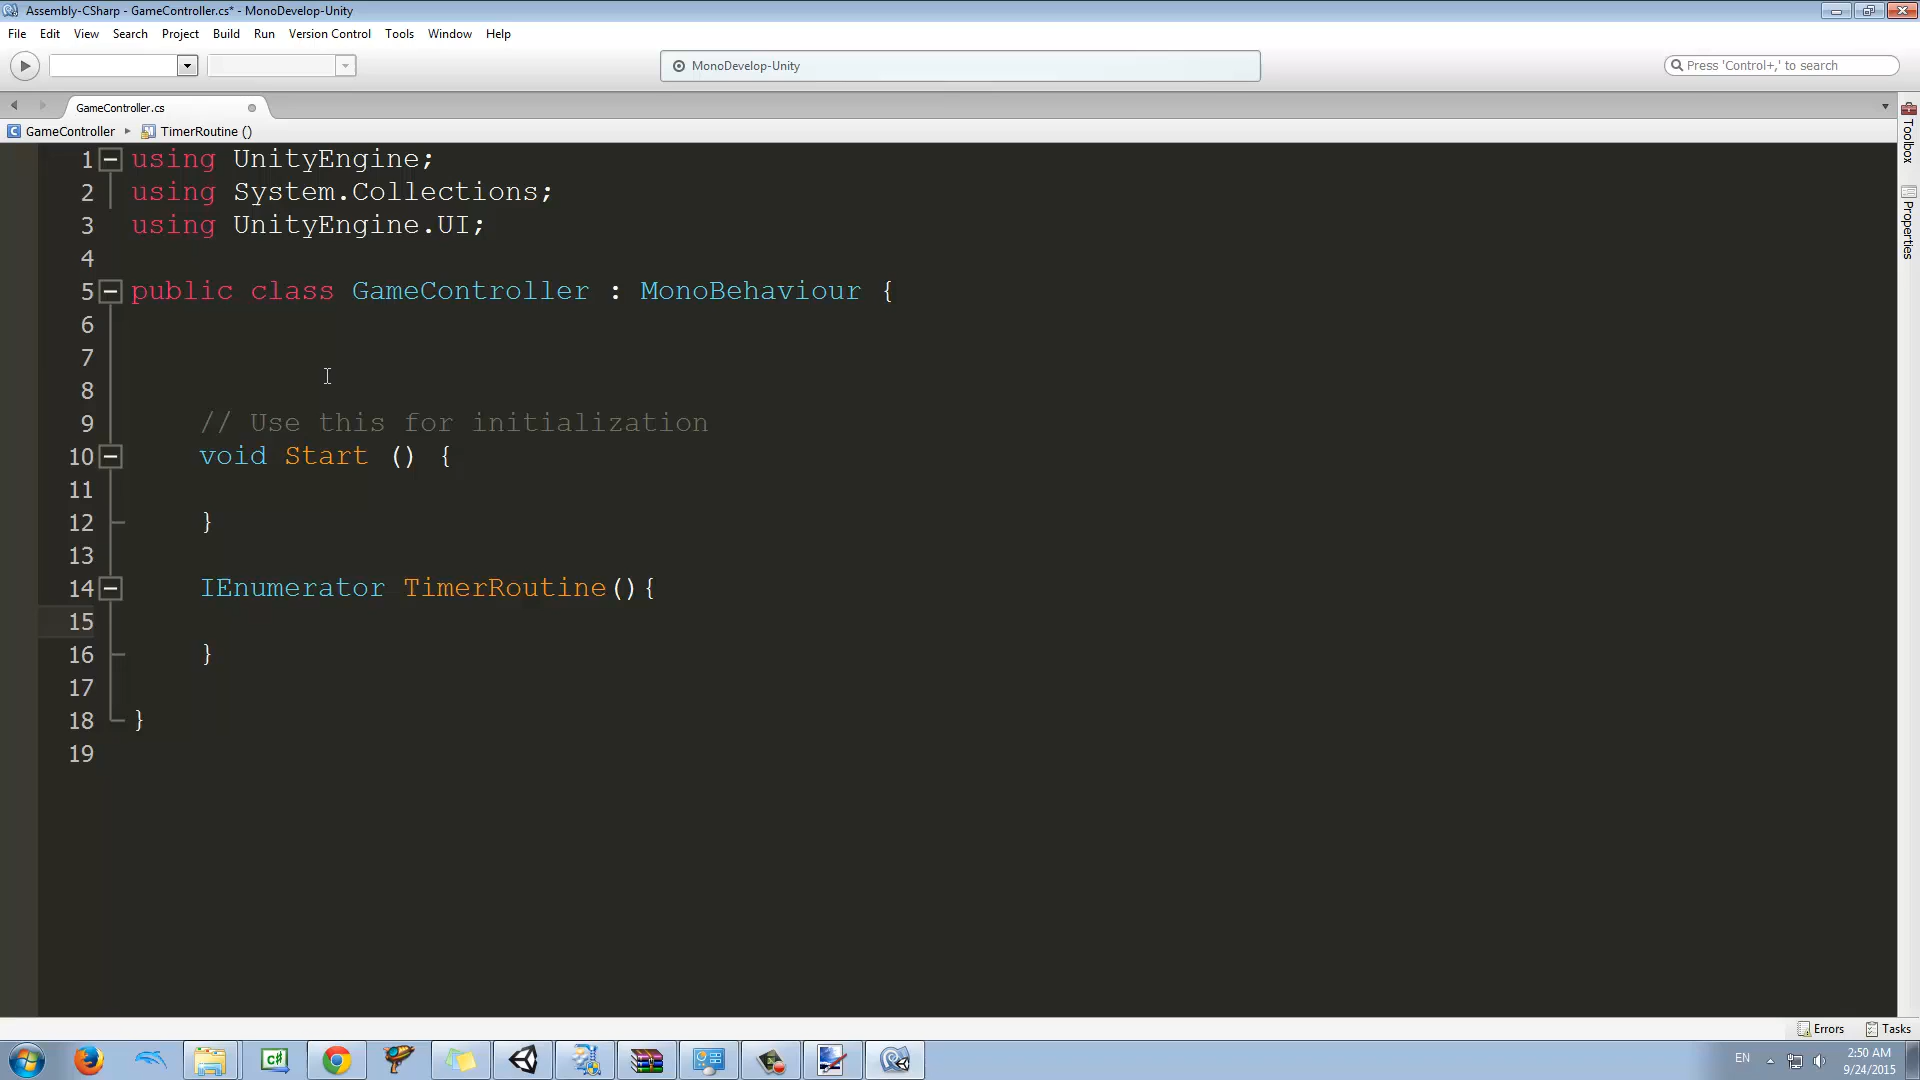 Assembly-CSharp - GameController.cs* - MonoDevelop-Unity
File Edit View Search Project Build Run Version Control Tools Window Help
MonoDevelop-Unity
Press 'Control+,' to search
GameController.cs
GameController TimerRoutine ()
Toolbox
Properties
1 using UnityEngine;
2 using System.Collections;
3 using UnityEngine.UI;
4
5 public class GameController : MonoBehaviour {
6
7
8
9 // Use this for initialization
10 void Start () {
11
12 }
13
14 IEnumerator TimerRoutine(){
15
16 }
17
18 }
19
Errors Tasks
C#
EN
2:50 AM
9/24/2015